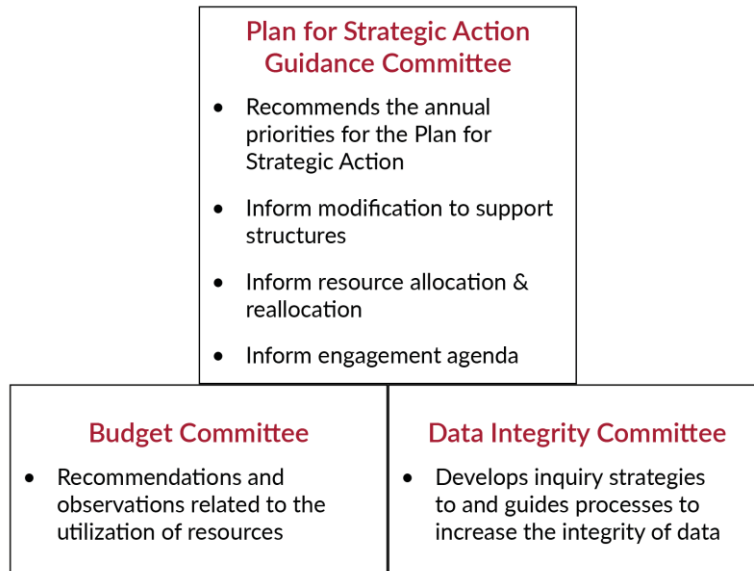 Plan for Strategic Action
Guidance Committee
• Recommends the annual
priorities for the Plan for
Strategic Action
• Inform modification to support
structures
• Inform resource allocation &
reallocation
• Inform engagement agenda
Budget Committee
• Recommendations and
observations related to the
utilization of resources
Data Integrity Committee
• Develops inquiry strategies
to and guides processes to
increase the integrity of data